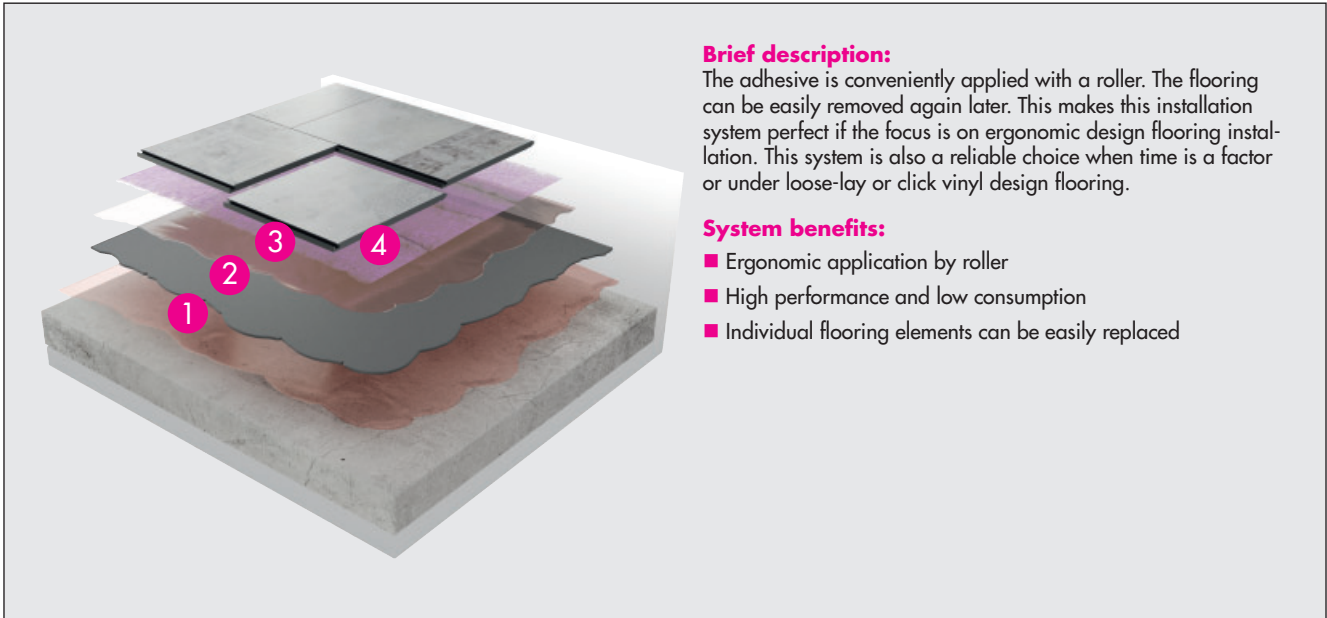 Brief description:
The adhesive is conveniently applied with a roller. The flooring
can be easily removed again later. This makes this installation
system perfect if the focus is on ergonomic design flooring instal-
lation. This system is also a reliable choice when time is a factor
or under loose-lay or click vinyl design flooring.
System benefits:
■ Ergonomic application by roller
■ High performance and low consumption
■ Individual flooring elements can be easily replaced
3
4
2
1